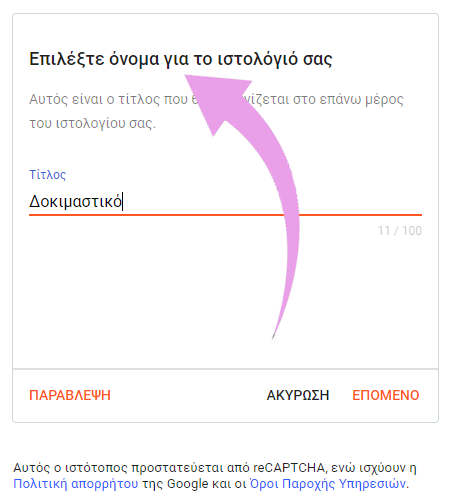 Επιλέξτε όνομα για το ιστολόγιό σας
Αυτός είναι ο τίτλος που στο επάνω μέρος
του ιστολογίου σας.
Τίτλος
Δοκιμαστικό
11 / 100
ΠΑΡΑΒΛΕΨΗ ΑΚΥΡΩΣΗ ΕΠΟΜΕΝΟ
Αυτός ο ιστότοπος προστατεύεται από reCAPTCHA, ενώ ισχύουν η
Πολιτική απορρήτου της Google και οι Όροι Παροχής Υπηρεσιών.